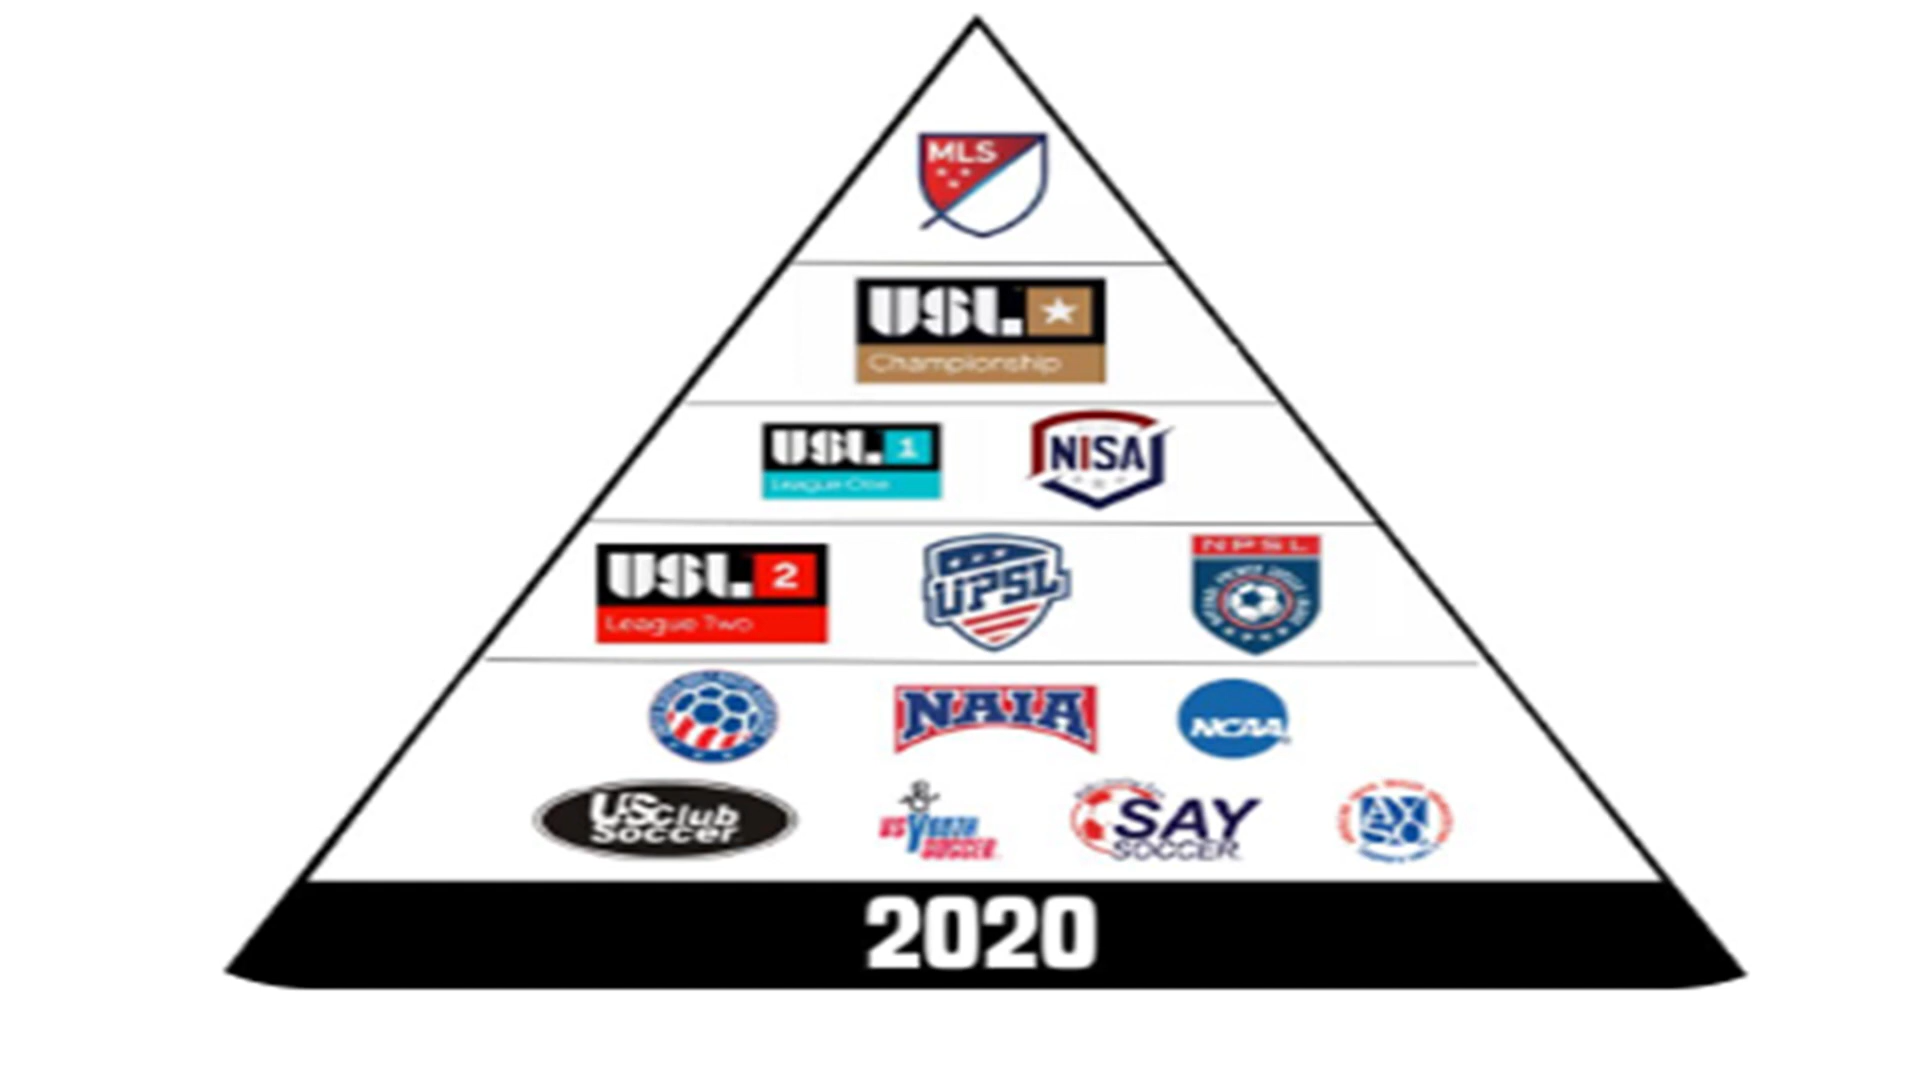 MLS
USL
Championship
USL 1
League One
NISA
USL 2
League Two
UPSL
NPSL
NAIA
NCAA
US Club
Soccer
US Youth
SOCCER
SAY
SOCCER
AYSO
2020